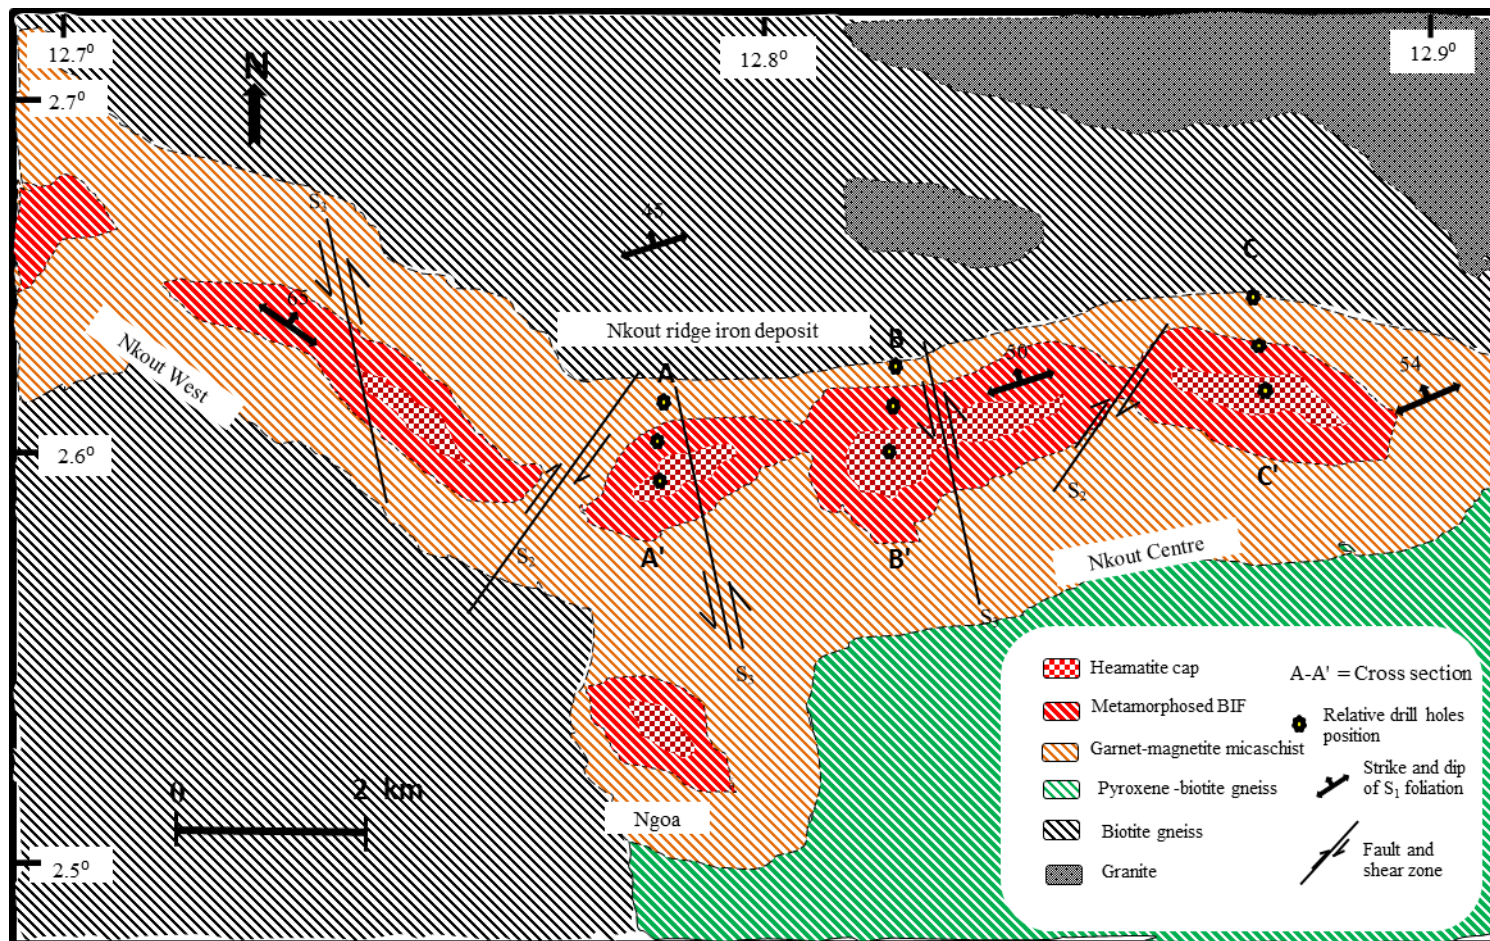 12.7⁰
12.8⁰
12.9⁰
N
2.7⁰
S₃
45
C
65
Nkout ridge iron deposit
Nkout West
B
A
50
54
2.6⁰
S₂
A'
B'
C'
S₂
Nkout Centre
S₃
S₃
Ngoa
0 2 km
2.5⁰
Heamatite cap
Metamorphosed BIF
Garnet-magnetite micaschist
Pyroxene -biotite gneiss
Biotite gneiss
Granite
A-A' = Cross section
Relative drill holes
position
Strike and dip
of S₁ foliation
Fault and
shear zone